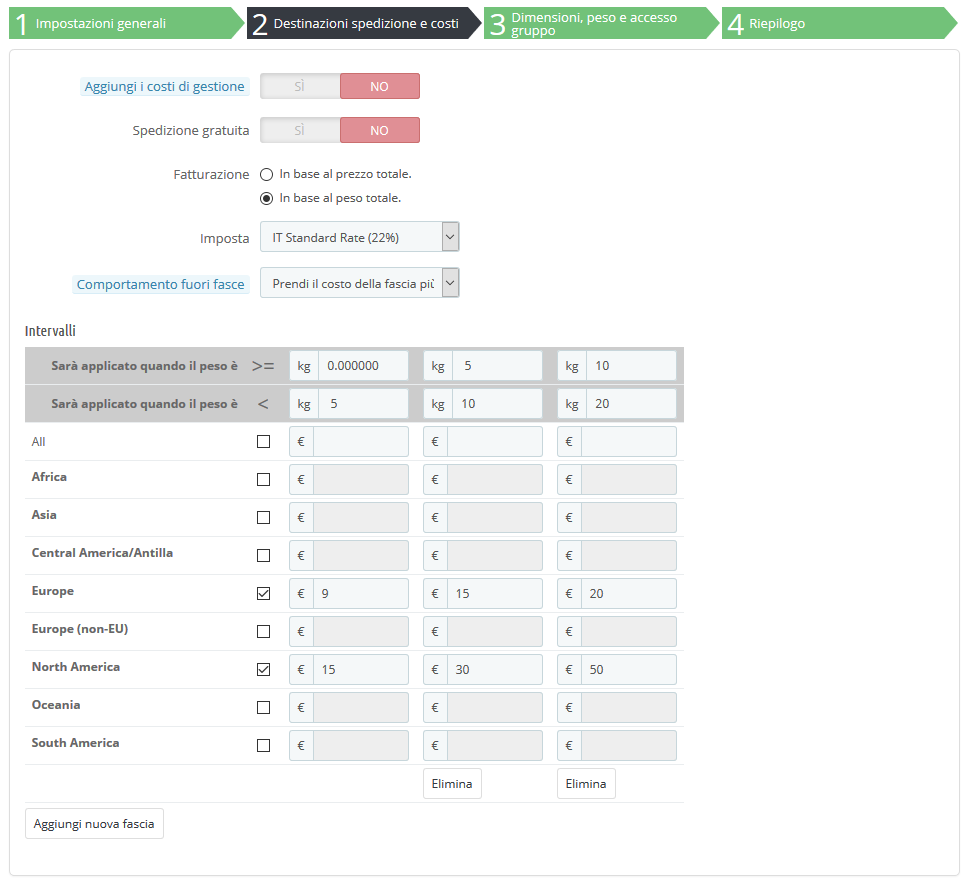 1 Impostazioni generali
2 Destinazioni spedizione e costi
3 Dimensioni, peso e accesso
gruppo
4 Riepilogo
Aggiungi i costi di gestione SÌ NO
Spedizione gratuita SÌ NO
Fatturazione In base al prezzo totale.
In base al peso totale.
Imposta IT Standard Rate (22%)
Comportamento fuori fasce Prendi il costo della fascia più
Intervalli
Sarà applicato quando il peso è >= kg 0.000000 kg 5 kg 10
Sarà applicato quando il peso è < kg 5 kg 10 kg 20
All € € €
Africa € € €
Asia € € €
Central America/Antilla € € €
Europe € 9 € 15 € 20
Europe (non-EU) € € €
North America € 15 € 30 € 50
Oceania € € €
South America € € €
Elimina Elimina
Aggiungi nuova fascia